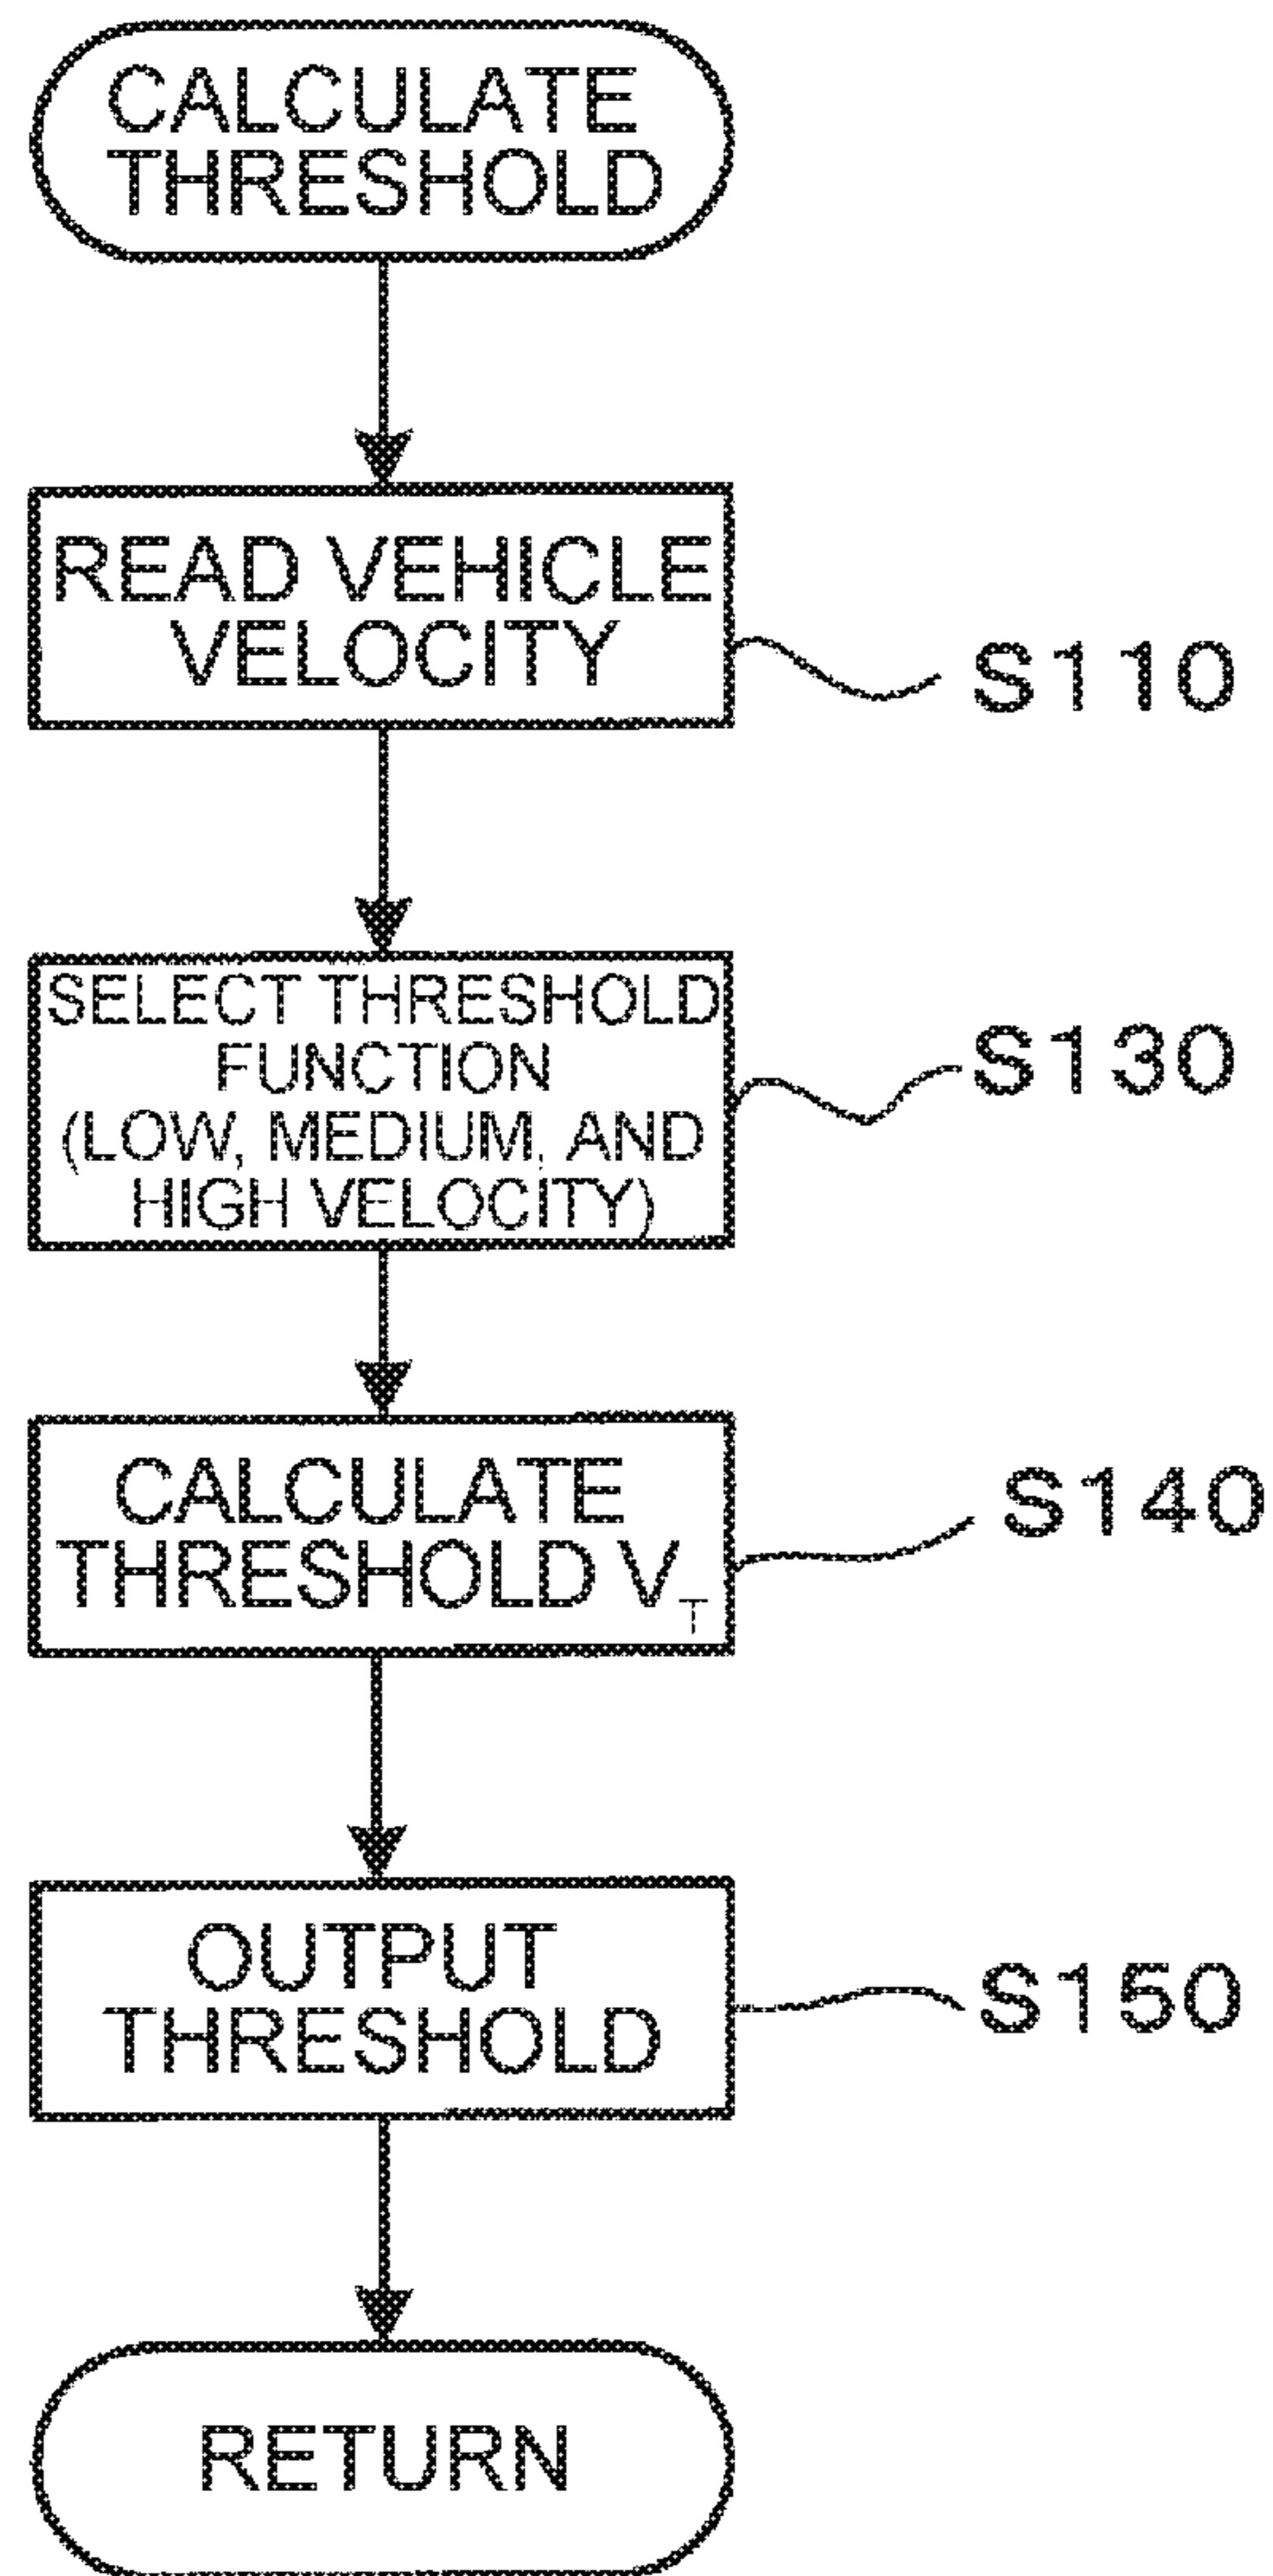 CALCULATE
THRESHOLD
READ VEHICLE
VELOCITY
S110
SELECT THRESHOLD
FUNCTION
(LOW, MEDIUM, AND
HIGH VELOCITY)
S130
CALCULATE
THRESHOLD V_T
S140
OUTPUT
THRESHOLD
S150
RETURN